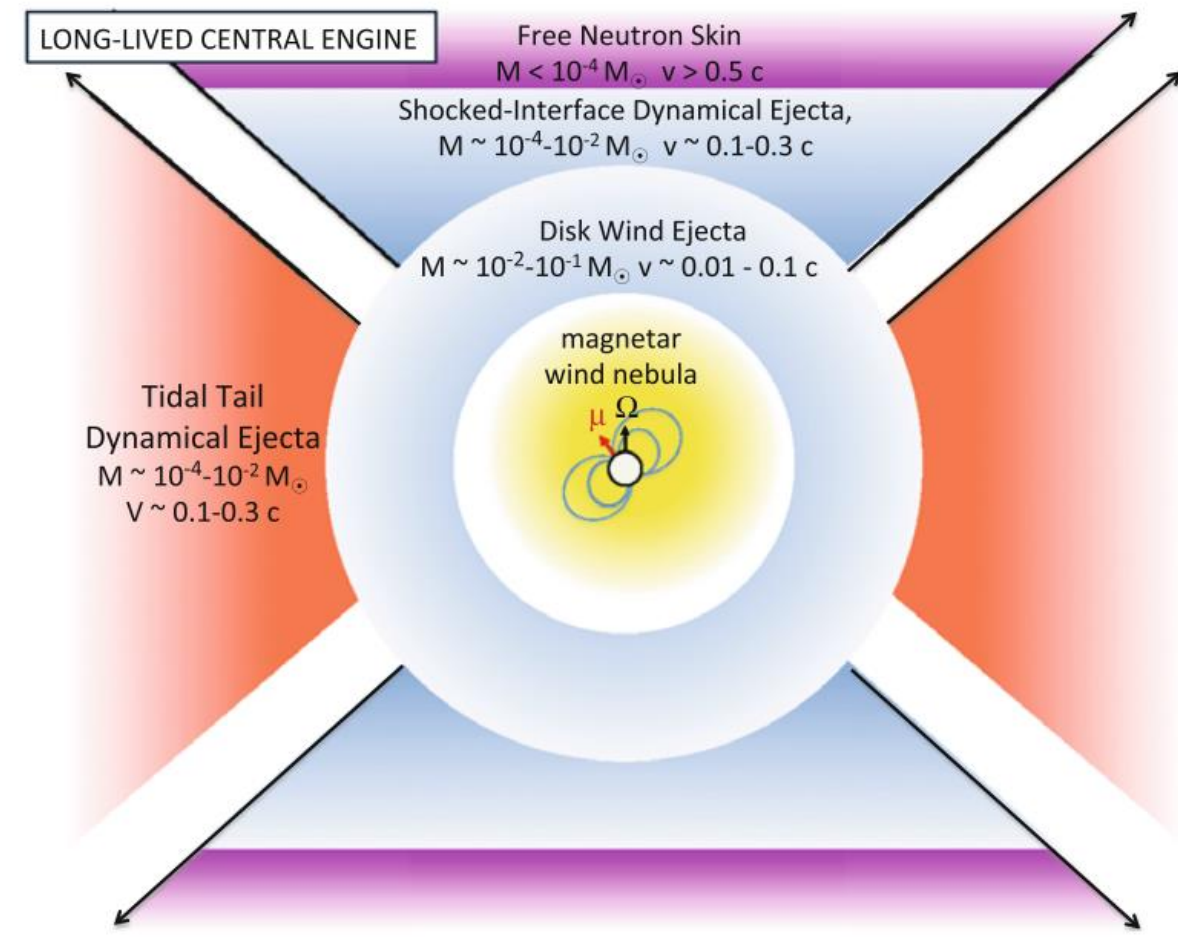 LONG-LIVED CENTRAL ENGINE
Free Neutron Skin
M < 10⁻⁴ M☉ v > 0.5 c
Shocked-Interface Dynamical Ejecta,
M ~ 10⁻⁴-10⁻² M☉ v ~ 0.1-0.3 c
Disk Wind Ejecta
M ~ 10⁻²-10⁻¹ M☉ v ~ 0.01 - 0.1 c
magnetar
wind nebula
μ Ω
Tidal Tail
Dynamical Ejecta
M ~ 10⁻⁴-10⁻² M☉
V ~ 0.1-0.3 c